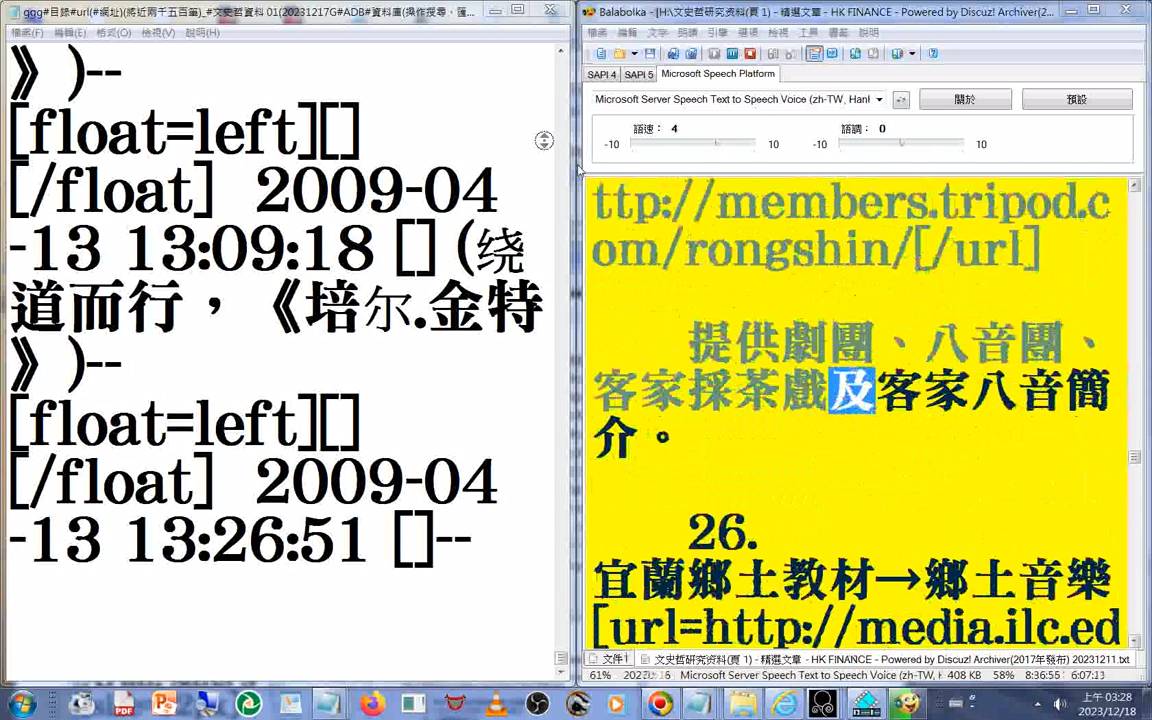 ggg#目錄#url(#網址)(將近兩千五百筆)_#文史哲資料 01(20231217G#ADB#資料庫(操作搜尋、匯...
檔案(F) 編輯(E) 格式(O) 檢視(V) 說明(H)
》 )--
[float=left][]
[/float]  2009-04
-13 13:09:18 [] (绕
道而行，《培尔.金特
》 )--
[float=left][]
[/float]  2009-04
-13 13:26:51 []--
Balabolka - [H:\文史哲研究资料(頁 1) - 精選文章 - HK FINANCE - Powered by Discuz! Archiver(2...
檔案 編輯 文字 朗讀 引擎 選項 檢視 工具 書籤 說明
SAPI 4 SAPI 5 Microsoft Speech Platform
Microsoft Server Speech Text to Speech Voice (zh-TW, Hanl
關於
預設
語速： 4
語調： 0
-10 10 -10 10
ttp://members.tripod.c
om/rongshin/[/url]
提供劇團、八音團、
客家採茶戲及客家八音簡
介。
26.
宜蘭鄉土教材→鄉土音樂
[url=http://media.ilc.ed
文件1 文史哲研究资料(頁 1) - 精選文章 - HK FINANCE - Powered by Discuz! Archiver(2017年發布) 20231211.txt
61%
Microsoft Server Speech Text to Speech Voice (zh-TW, H
408 KB 58% 8:36:55 6:07:13
上午 03:28
2023/12/18